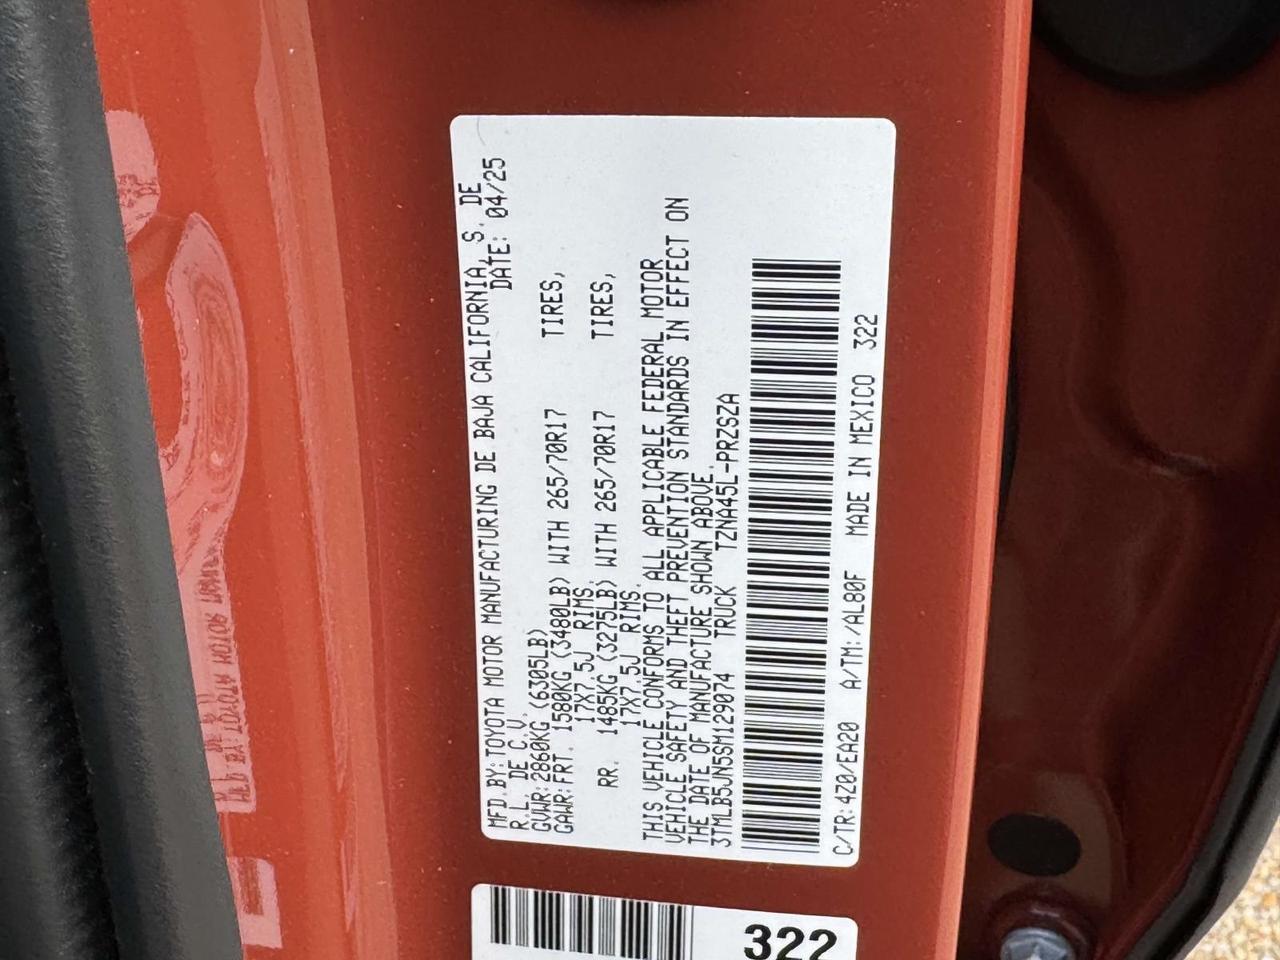 MFD.BY:TOYOTA MOTOR MANUFACTURING DE BAJA CALIFORNIA, S. DE
R.L. DE C.V. DATE: 04/25
GVWR:2860KG (6305LB)
GAWR:FRT. 1580KG (3480LB) WITH 265/70R17 TIRES,
17X7.5J RIMS.
RR. 1485KG (3275LB) WITH 265/70R17 TIRES,
17X7.5J RIMS.
THIS VEHICLE CONFORMS TO ALL APPLICABLE FEDERAL MOTOR
VEHICLE SAFETY AND THEFT PREVENTION STANDARDS IN EFFECT ON
THE DATE OF MANUFACTURE SHOWN ABOVE.
3TMLB5JN5SM129074 TRUCK TZNA45L-PRZSZA
C/TR:4Z0/EA20 A/TM:/AL80F MADE IN MEXICO 322
322